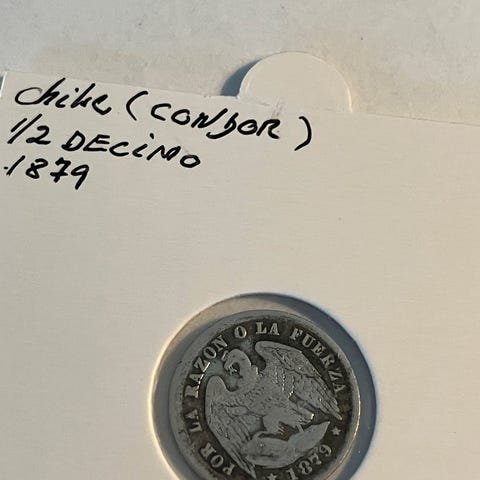 Chile (CONDOR)
1/2 DECIMO
1879
POR LA RAZON O LA FUERZA
★ 1879 ★